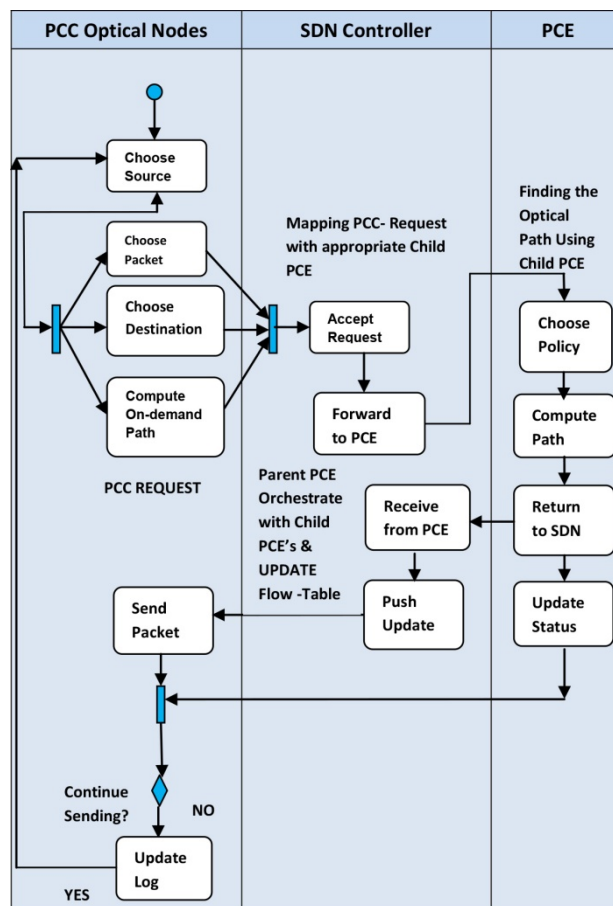 PCC Optical Nodes
SDN Controller
PCE
Choose
Source
Choose
Packet
Choose
Destination
Compute
On-demand
Path
PCC REQUEST
Mapping PCC- Request
with appropriate Child
PCE
Accept
Request
Forward
to PCE
Finding the
Optical
Path Using
Child PCE
Choose
Policy
Compute
Path
Return
to SDN
Update
Status
Parent PCE
Orchestrate
with Child
PCE’s &
UPDATE
Flow -Table
Receive
from PCE
Push
Update
Send
Packet
Continue
Sending?
NO
Update
Log
YES